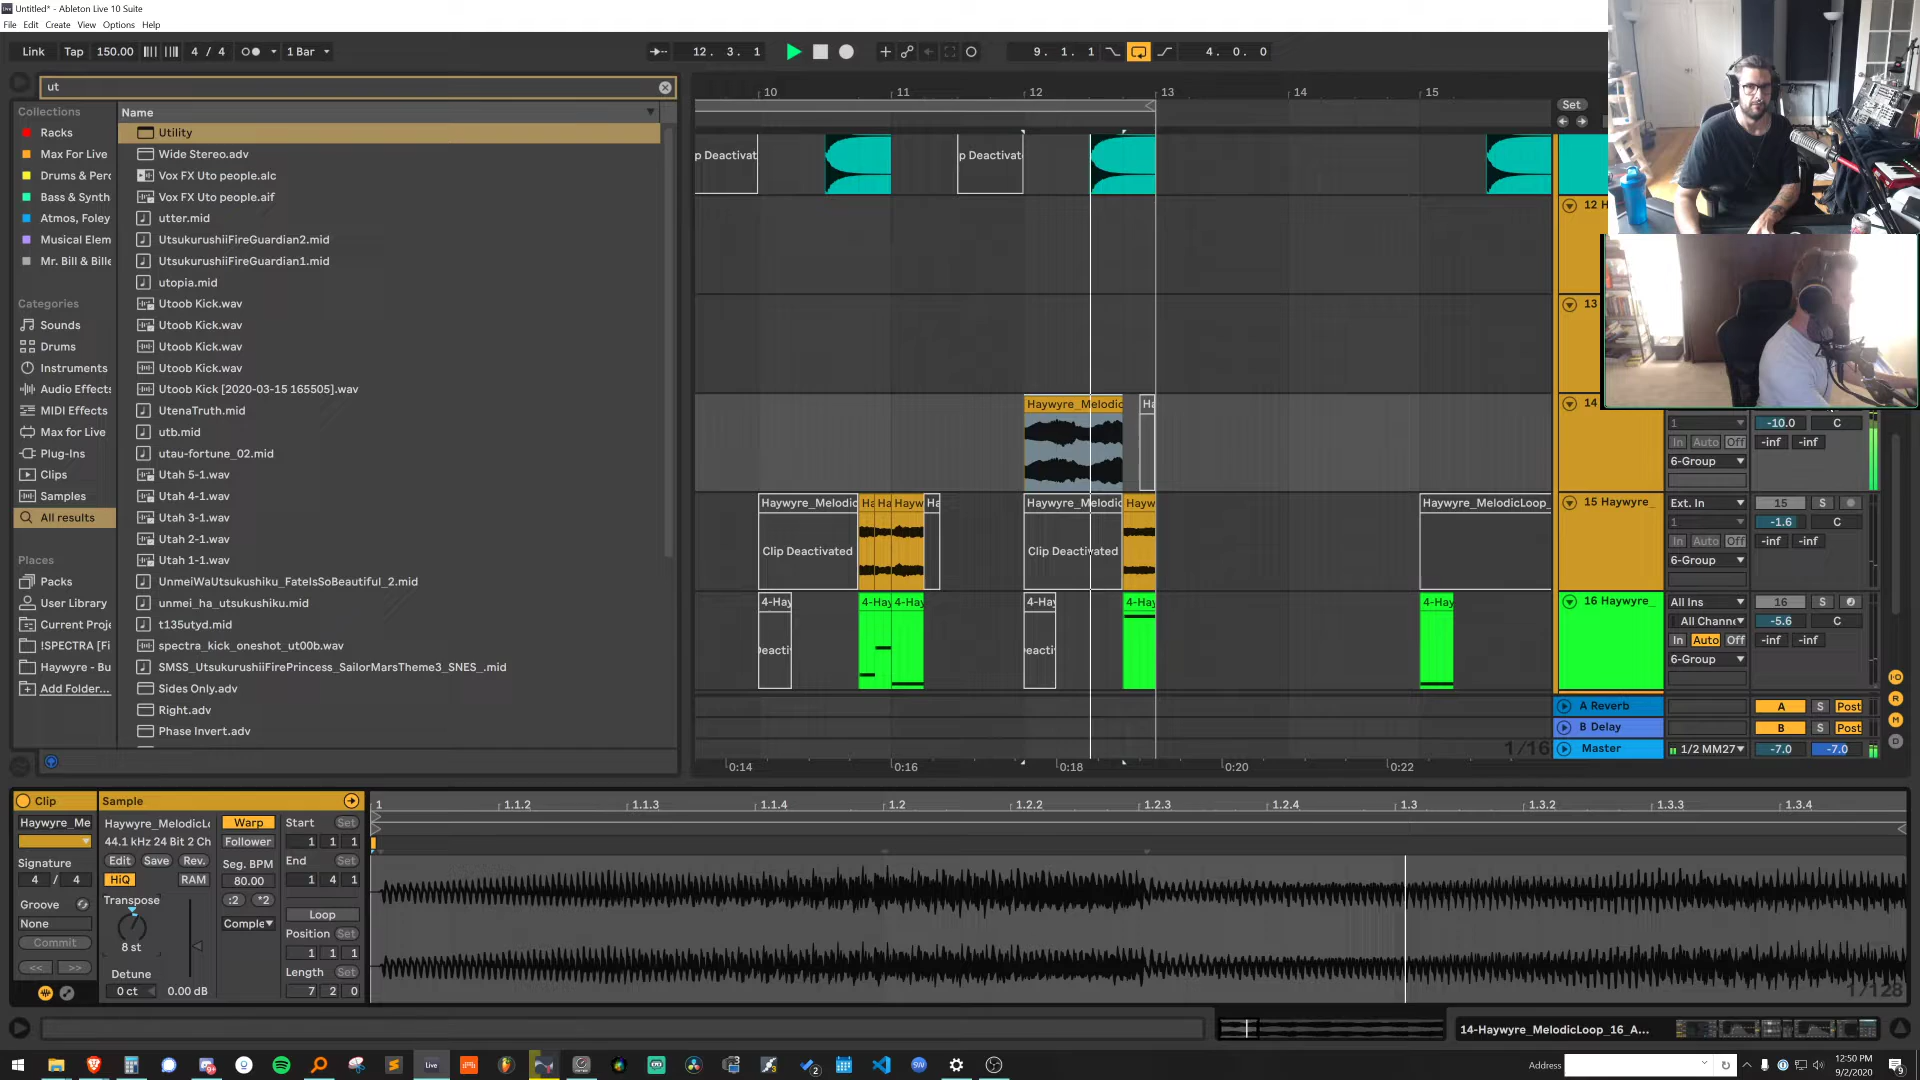 Untitled* - Ableton Live 10 Suite
File Edit Create View Options Help
Link Tap 150.00 4 / 4 1 Bar 12. 3. 1 9. 1. 1 4. 0. 0
ut
Collections
Racks
Max For Live
Drums & Perc
Bass & Synth
Atmos, Foley
Musical Elem
Mr. Bill & Bille
Categories
Sounds
Drums
Instruments
Audio Effects
MIDI Effects
Max for Live
Plug-Ins
Clips
Samples
All results
Places
Packs
User Library
Current Proje
!SPECTRA [Fi
Haywyre - Bu
Add Folder...
Name
Utility
Wide Stereo.adv
Vox FX Uto people.alc
Vox FX Uto people.aif
utter.mid
UtsukurushiiFireGuardian2.mid
UtsukurushiiFireGuardian1.mid
utopia.mid
Utoob Kick.wav
Utoob Kick.wav
Utoob Kick.wav
Utoob Kick.wav
Utoob Kick [2020-03-15 165505].wav
UtenaTruth.mid
utb.mid
utau-fortune_02.mid
Utah 5-1.wav
Utah 4-1.wav
Utah 3-1.wav
Utah 2-1.wav
Utah 1-1.wav
UnmeiWaUtsukushiku_FateIsSoBeautiful_2.mid
unmei_ha_utsukushiku.mid
t135utyd.mid
spectra_kick_oneshot_ut00b.wav
SMSS_UtsukurushiiFirePrincess_SailorMarsTheme3_SNES_.mid
Sides Only.adv
Right.adv
Phase Invert.adv
10 11 12 13 14 15
Set
p Deactivat p Deactivat
12 H
13
Haywyre_Melodic Ha
14
1 -10.0 C
In Auto Off -inf -inf
6-Group
Haywyre_Melodic Ha Ha Hayw Ha Haywyre_Melodic Hayw Haywyre_MelodicLoop_
Clip Deactivated Clip Deactivated
15 Haywyre_ Ext. In 15 S
1 -1.6 C
In Auto Off -inf -inf
6-Group
4-Hay 4-Hay 4-Hay 4-Hay 4-Hay 4-Hay
Deacti Deacti
16 Haywyre_ All Ins 16 S
All Channe -5.6 C
In Auto Off -inf -inf
6-Group
A Reverb A S Post
B Delay B S Post
1/16 Master 1/2 MM27 -7.0 -7.0
0:14 0:16 0:18 0:20 0:22
Clip
Haywyre_Me
Signature
4 / 4
Groove
None
Commit
<< >>
Sample
Haywyre_MelodicLo
44.1 kHz 24 Bit 2 Ch
Edit Save Rev.
HiQ RAM
Transpose
8 st
Detune
0 ct 0.00 dB
Warp
Follower
Seg. BPM
80.00
:2 *2
Comple
Start Set
1 1 1
End Set
1 4 1
Loop
Position Set
1 1 1
Length Set
7 2 0
1 1.1.2 1.1.3 1.1.4 1.2 1.2.2 1.2.3 1.2.4 1.3 1.3.2 1.3.3 1.3.4
1/128
14-Haywyre_MelodicLoop_16_A...
Live
Address
12:50 PM
9/2/2020